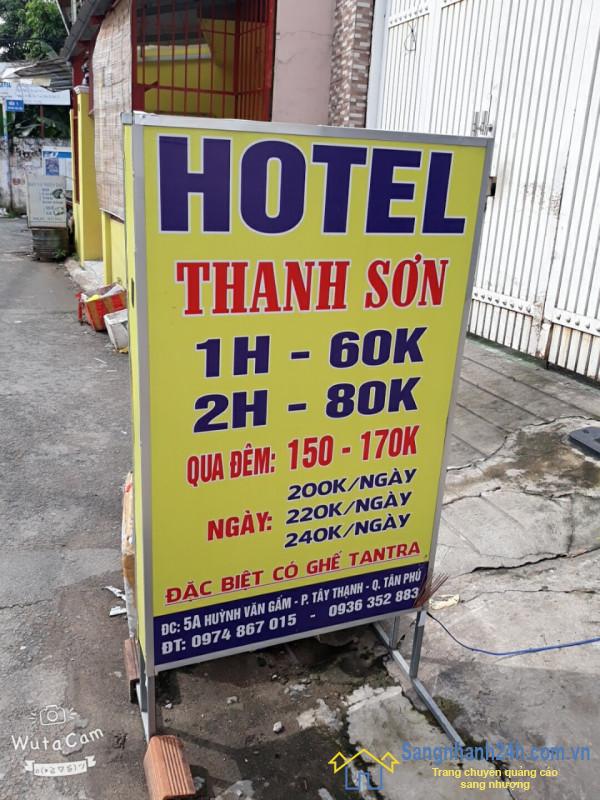 HOTEL
THANH SƠN
1H - 60K
2H - 80K
QUA ĐÊM: 150 - 170K
200K/NGÀY
NGÀY: 220K/NGÀY
240K/NGÀY
ĐẶC BIỆT CÓ GHẾ TANTRA
ĐC: 5A HUỲNH VĂN GẤM - P. TÂY THẠNH - Q. TÂN PHÚ
ĐT: 0974 867 015 - 0936 352 883
WutaCam
Sangnhanh24h.com.vn
Trang chuyên quảng cáo
sang nhượng